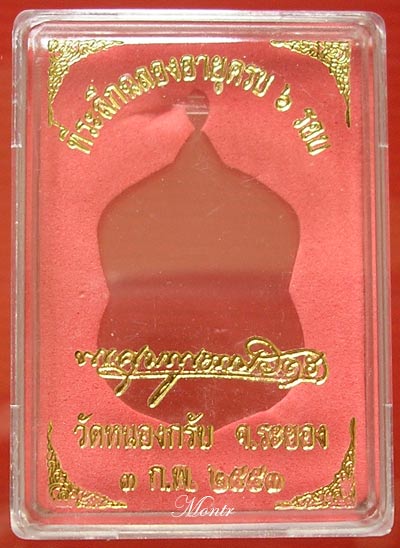 ที่ระฤกฉลองอายุครบ ๖ รอบ
วัดหนองกรับ จ.ระยอง
๓ ก.พ. ๒๕๕๓
Montr